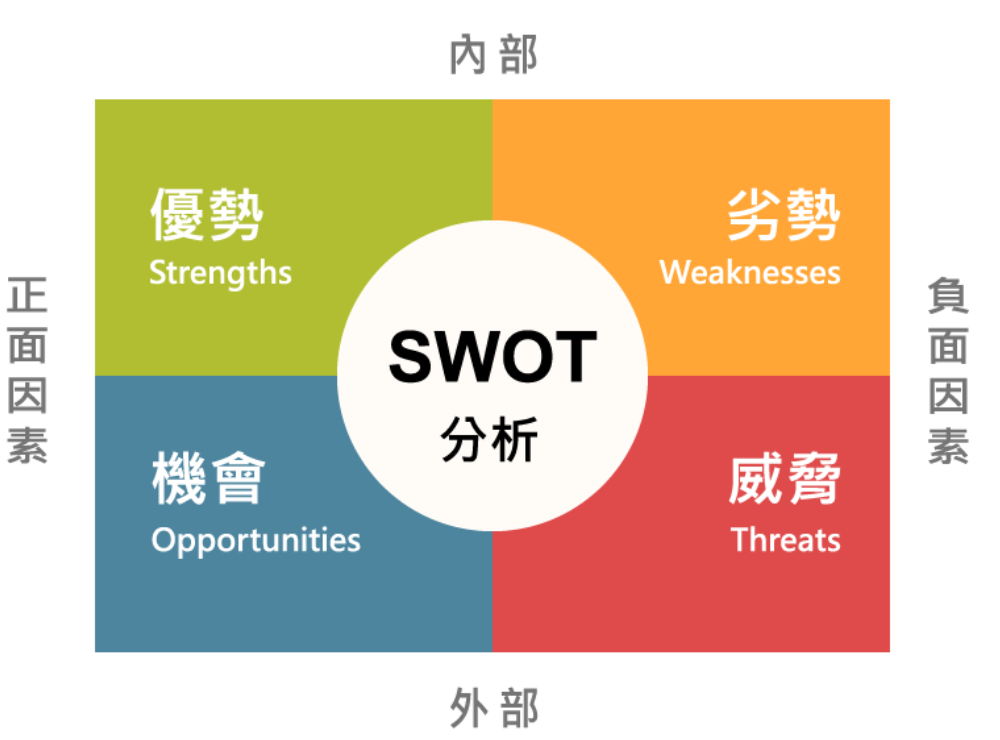 內部
優勢
Strengths
劣勢
Weaknesses
正面因素
SWOT
分析
負面因素
機會
Opportunities
威脅
Threats
外部